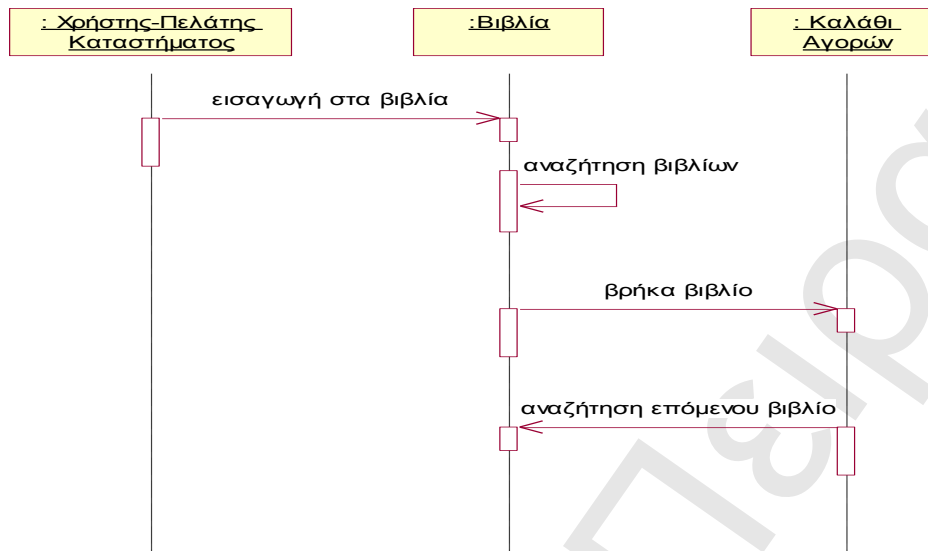 : Χρήστης-Πελάτης
Καταστήματος
:Βιβλία
: Καλάθι
Αγορών
εισαγωγή στα βιβλία
αναζήτηση βιβλίων
βρήκα βιβλίο
αναζήτηση επόμενου βιβλίο